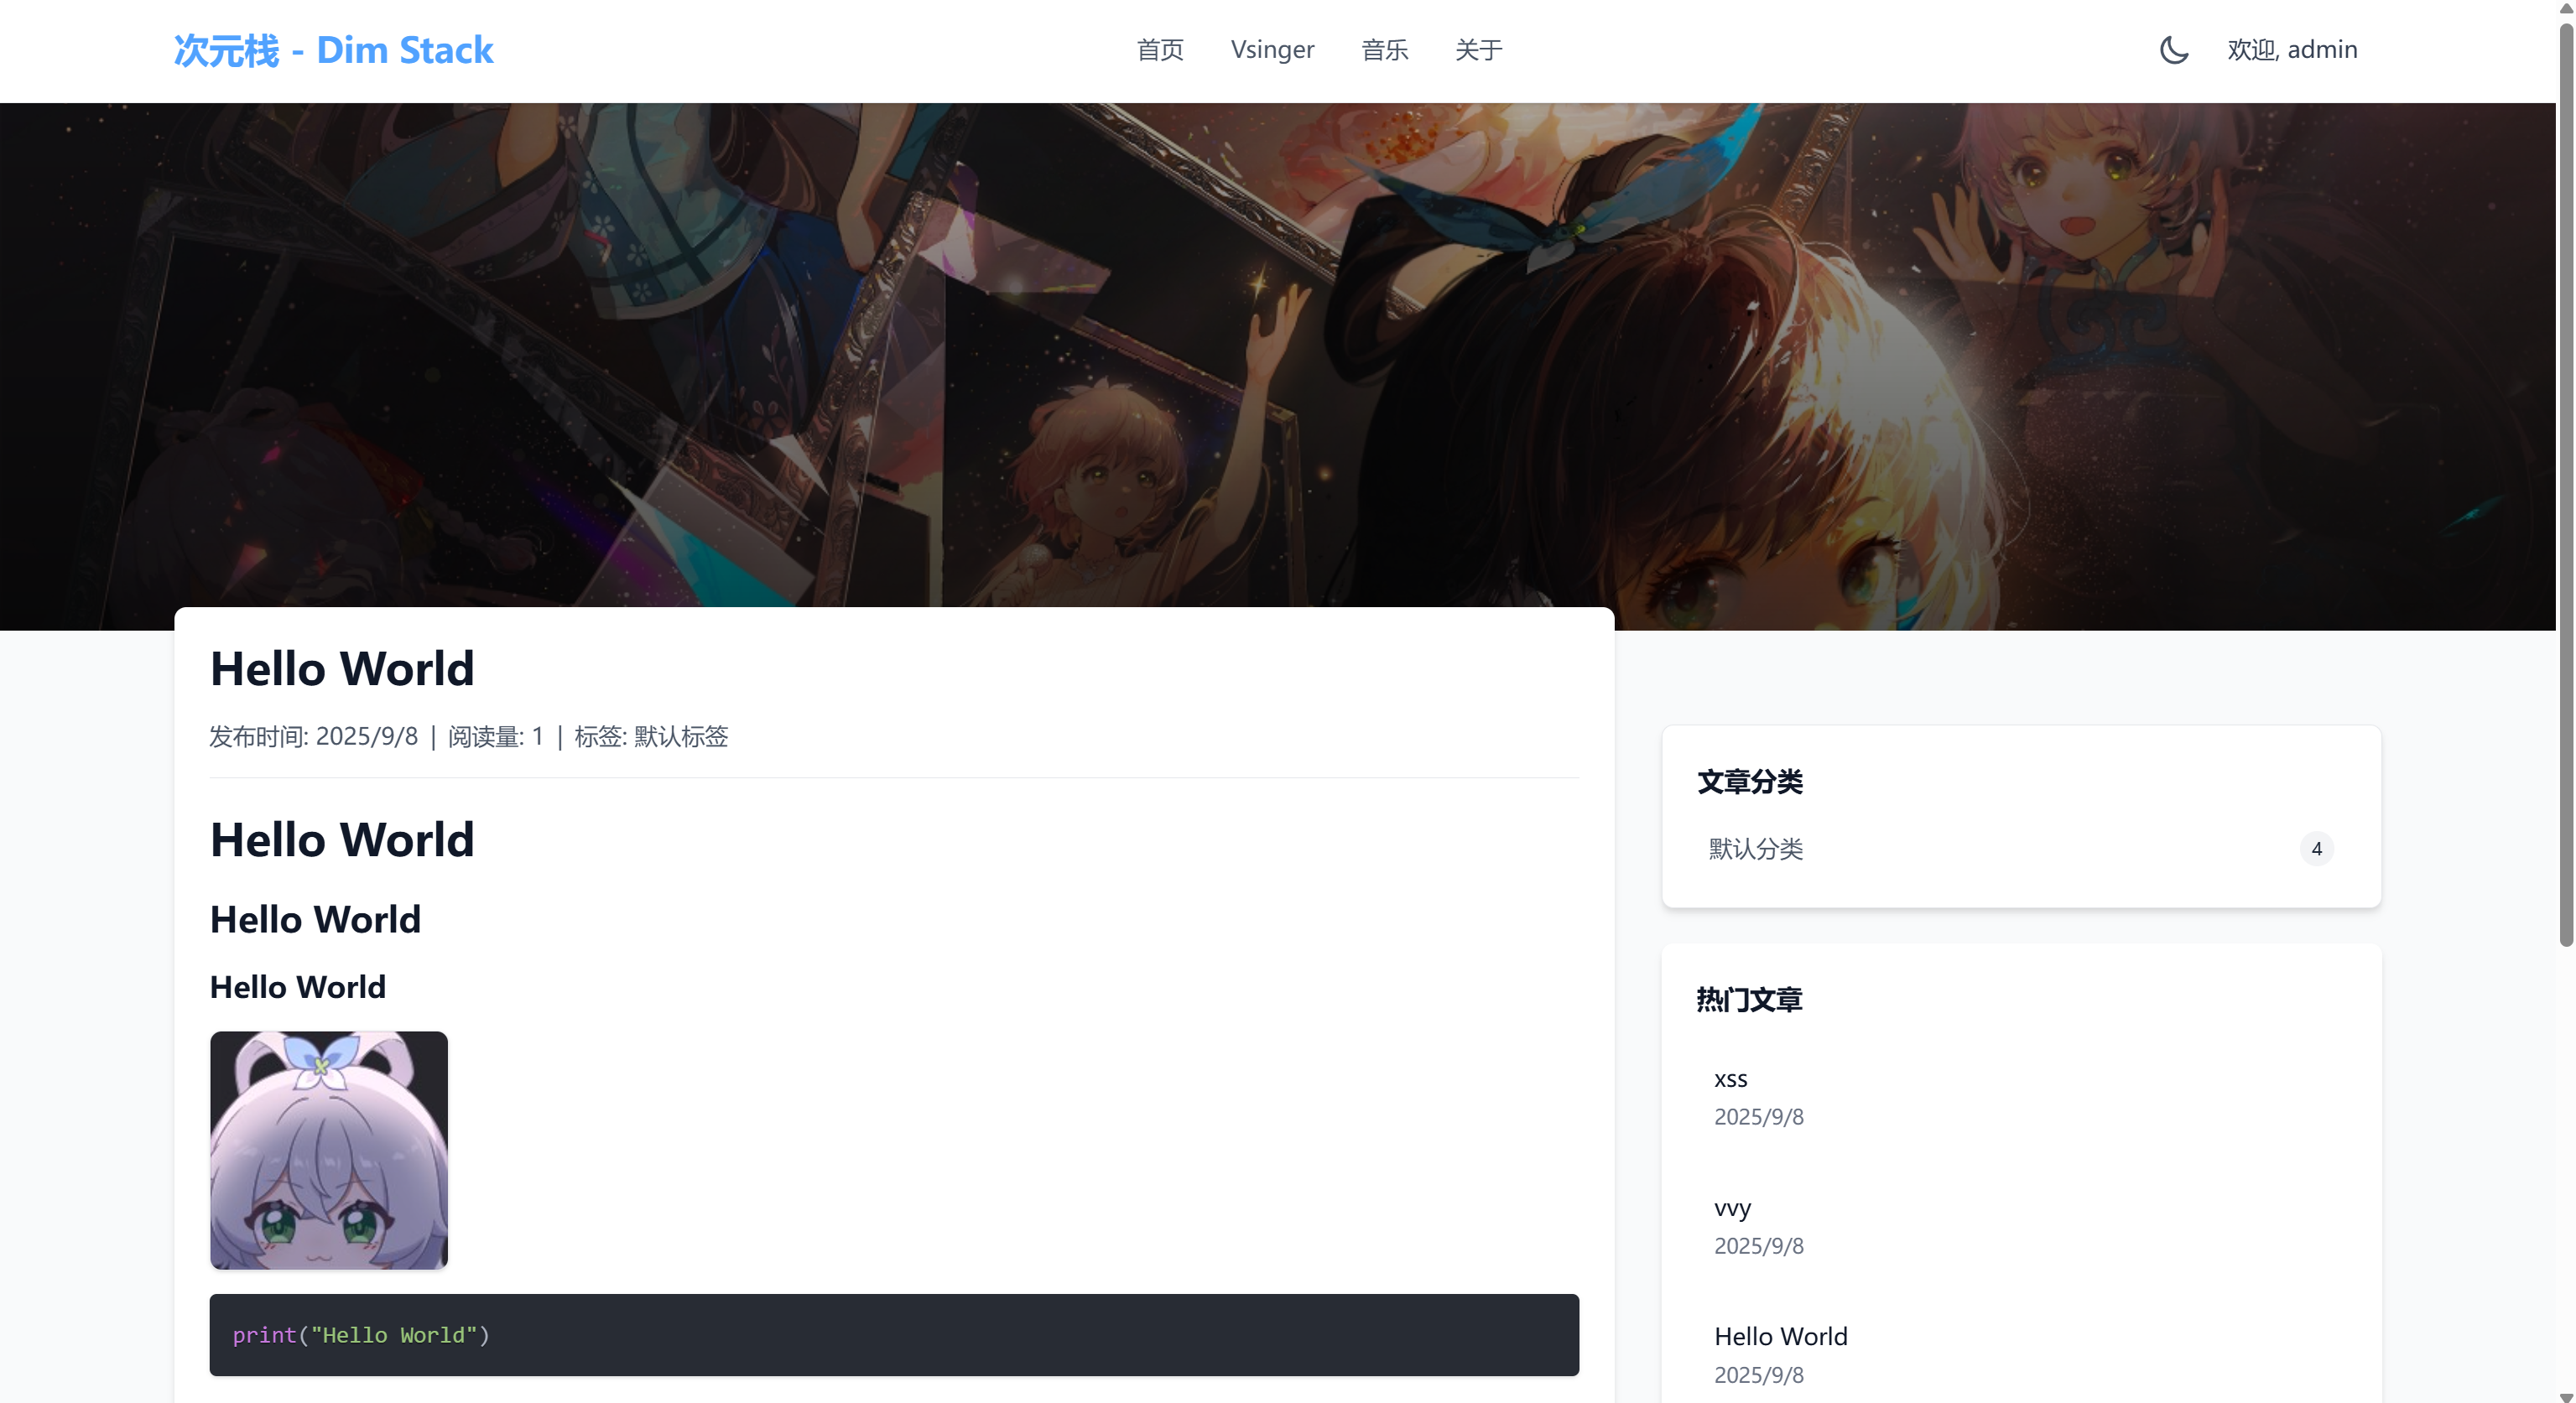 次元栈 - Dim Stack
首页 Vsinger 音乐 关于
欢迎, admin
Hello World
发布时间: 2025/9/8 | 阅读量: 1 | 标签: 默认标签
Hello World
Hello World
Hello World
print("Hello World")
文章分类
默认分类 4
热门文章
xss
2025/9/8
vvy
2025/9/8
Hello World
2025/9/8